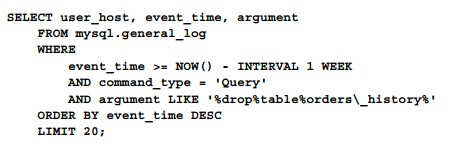 SELECT user_host, event_time, argument
FROM mysql.general_log
WHERE
event_time >= NOW() - INTERVAL 1 WEEK
AND command_type = 'Query'
AND argument LIKE '%drop%table%orders\_history%'
ORDER BY event_time DESC
LIMIT 20;